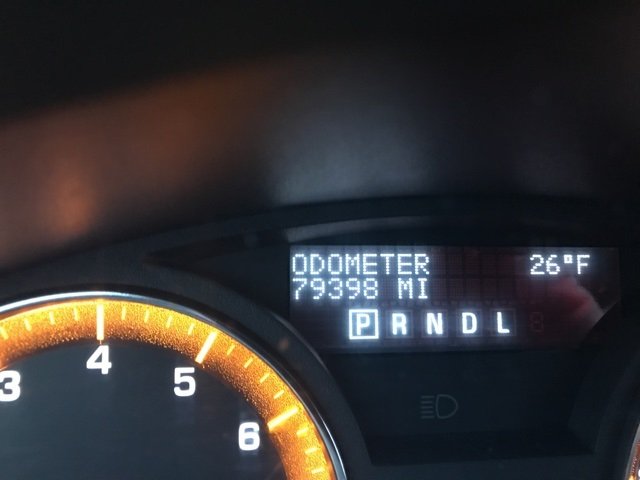 ODOMETER 26°F
79398 MI
P R N D L
3 4 5 6